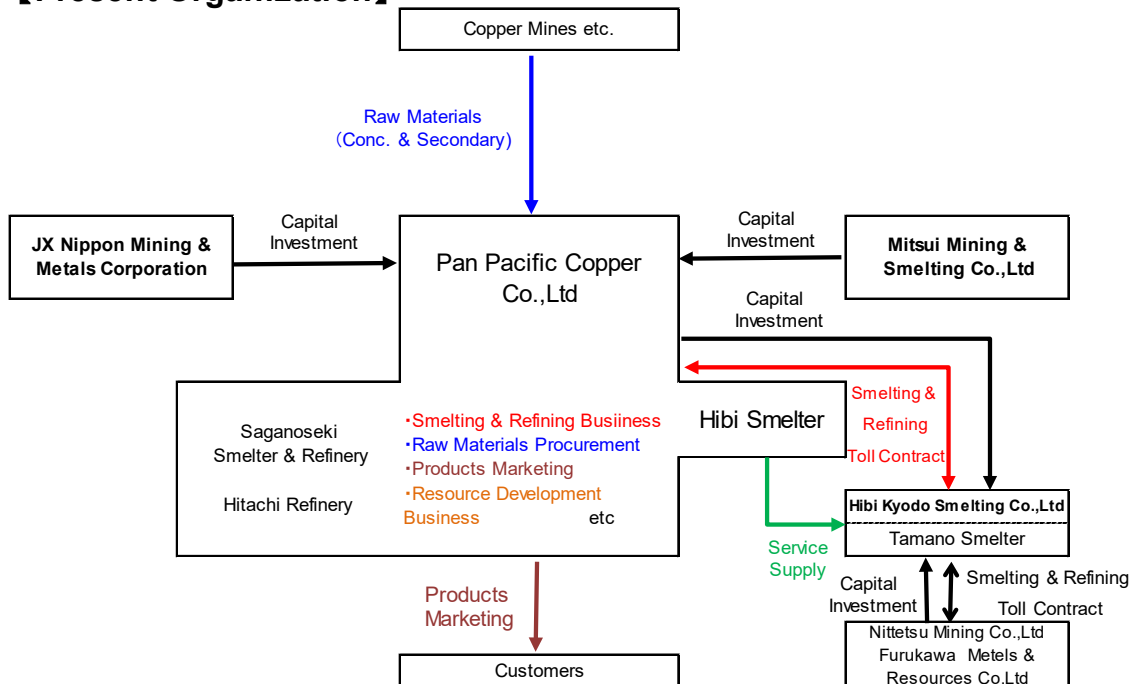 【Present Organization】
Copper Mines etc.
Raw Materials
(Conc. & Secondary)
JX Nippon Mining &
Metals Corporation
Capital
Investment
Pan Pacific Copper
Co.,Ltd
Capital
Investment
Mitsui Mining &
Smelting Co.,Ltd
Capital
Investment
Saganoseki
Smelter & Refinery
Hitachi Refinery
・Smelting & Refining Busiiness
・Raw Materials Procurement
・Products Marketing
・Resource Development
Business etc
Hibi Smelter
Smelting &
Refining
Toll Contract
Hibi Kyodo Smelting Co.,Ltd
Tamano Smelter
Service
Supply
Capital
Investment
Smelting & Refining
Toll Contract
Products
Marketing
Nittetsu Mining Co.,Ltd
Furukawa Metels &
Resources Co.Ltd
Customers